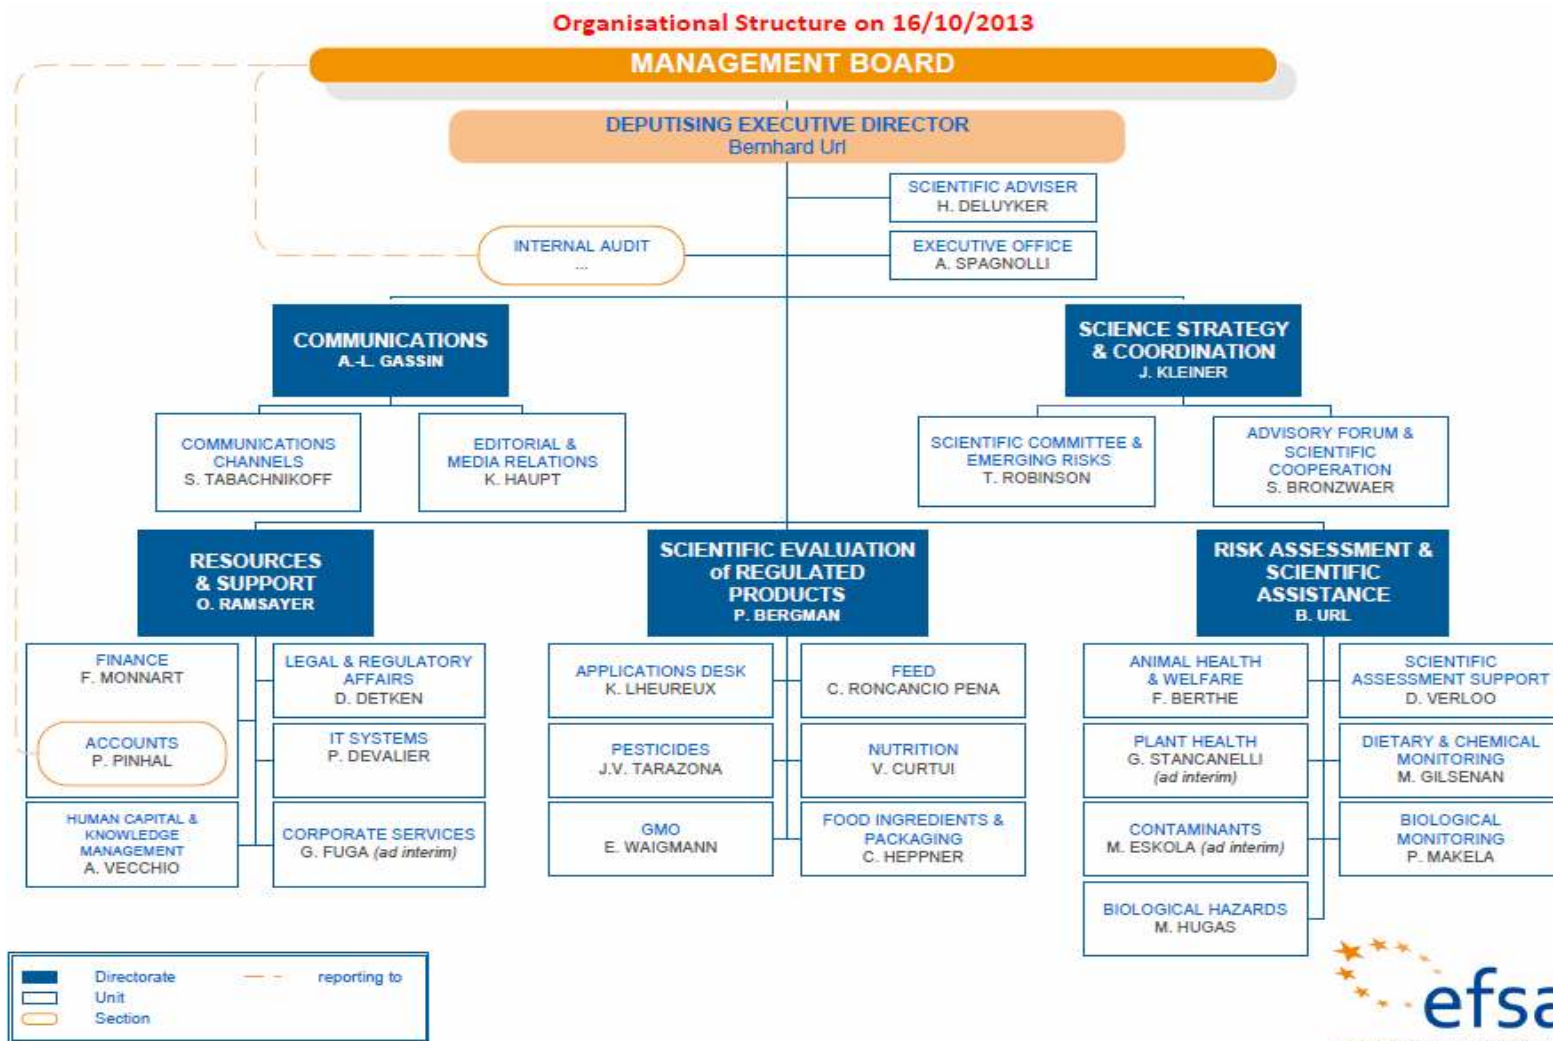 Organisational Structure on 16/10/2013
MANAGEMENT BOARD
DEPUTISING EXECUTIVE DIRECTOR
Bernhard Url
SCIENTIFIC ADVISER
H. DELUYKER
INTERNAL AUDIT
...
EXECUTIVE OFFICE
A. SPAGNOLLI
COMMUNICATIONS
A.-L. GASSIN
SCIENCE STRATEGY
& COORDINATION
J. KLEINER
COMMUNICATIONS
CHANNELS
S. TABACHNIKOFF
EDITORIAL &
MEDIA RELATIONS
K. HAUPT
SCIENTIFIC COMMITTEE &
EMERGING RISKS
T. ROBINSON
ADVISORY FORUM &
SCIENTIFIC
COOPERATION
S. BRONZWAER
RESOURCES
& SUPPORT
O. RAMSAYER
SCIENTIFIC EVALUATION
of REGULATED
PRODUCTS
P. BERGMAN
RISK ASSESSMENT &
SCIENTIFIC
ASSISTANCE
B. URL
FINANCE
F. MONNART
ACCOUNTS
P. PINHAL
HUMAN CAPITAL &
KNOWLEDGE
MANAGEMENT
A. VECCHIO
LEGAL & REGULATORY
AFFAIRS
D. DETKEN
IT SYSTEMS
P. DEVALIER
CORPORATE SERVICES
G. FUGA (ad interim)
APPLICATIONS DESK
K. LHEUREUX
PESTICIDES
J.V. TARAZONA
GMO
E. WAIGMANN
FEED
C. RONCANCIO PENA
NUTRITION
V. CURTUI
FOOD INGREDIENTS &
PACKAGING
C. HEPPNER
ANIMAL HEALTH
& WELFARE
F. BERTHE
PLANT HEALTH
G. STANCANELLI
(ad interim)
CONTAMINANTS
M. ESKOLA (ad interim)
BIOLOGICAL HAZARDS
M. HUGAS
SCIENTIFIC
ASSESSMENT SUPPORT
D. VERLOO
DIETARY & CHEMICAL
MONITORING
M. GILSENAN
BIOLOGICAL
MONITORING
P. MAKELA
Directorate
reporting to
Unit
Section
efsa